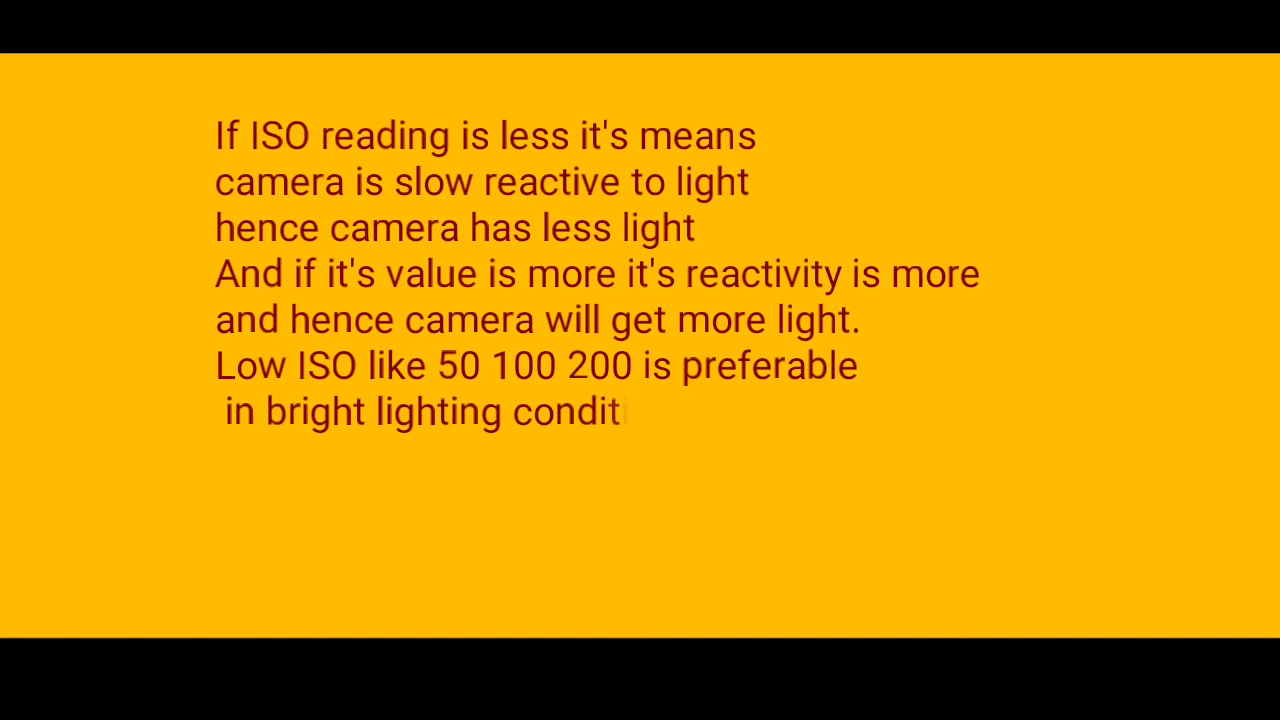 If ISO reading is less it's means
camera is slow reactive to light
hence camera has less light
And if it's value is more it's reactivity is more
and hence camera will get more light.
Low ISO like 50 100 200 is preferable
in bright lighting conditi